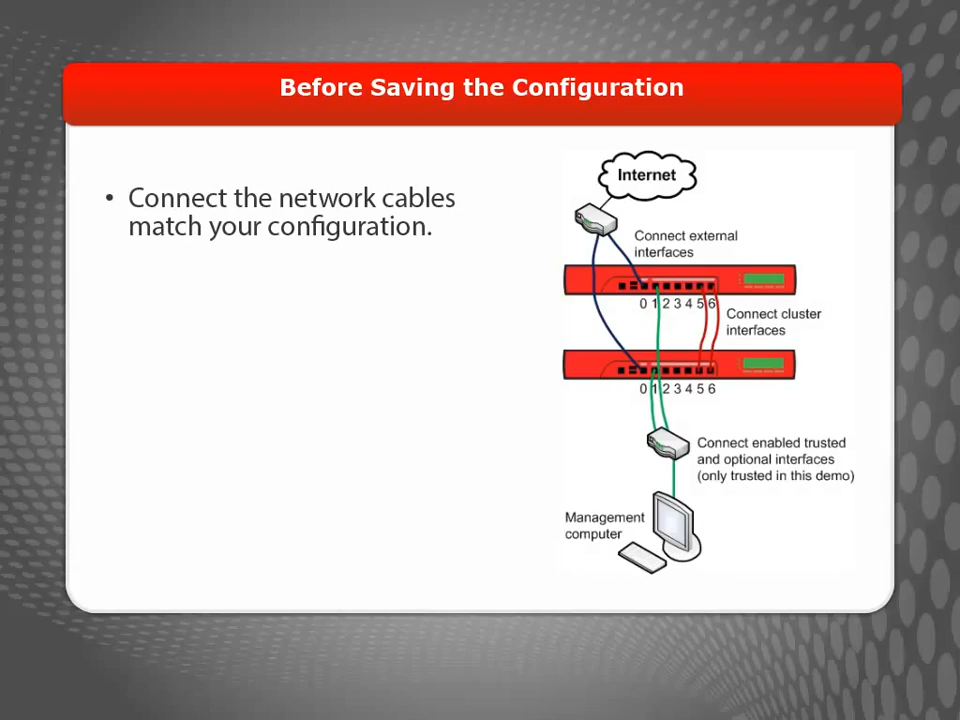 Before Saving the Configuration
• Connect the network cables
match your configuration.
Internet
Connect external
interfaces
0 1 2 3 4 5 6
Connect cluster
interfaces
0 1 2 3 4 5 6
Connect enabled trusted
and optional interfaces
(only trusted in this demo)
Management
computer